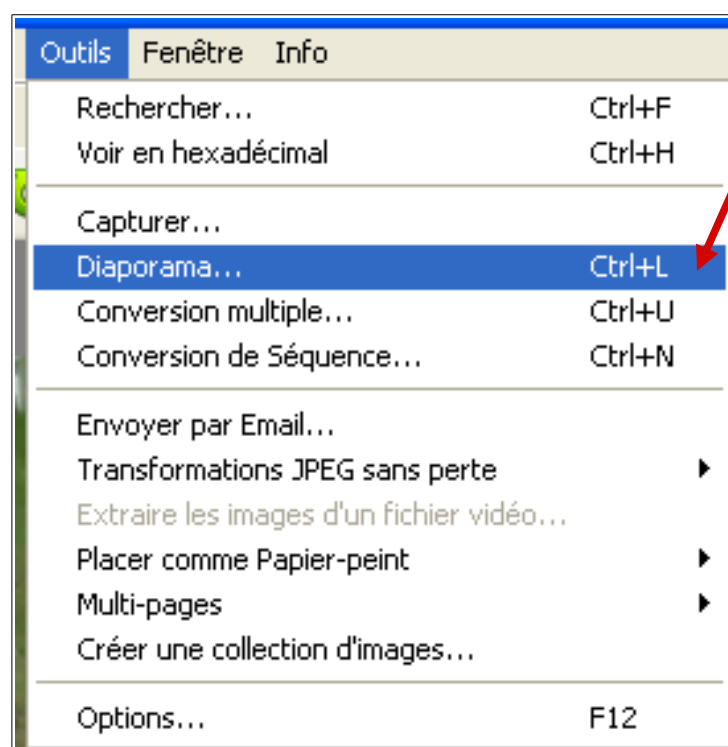 Outils Fenêtre Info
Rechercher... Ctrl+F
Voir en hexadécimal Ctrl+H
Capturer...
Diaporama... Ctrl+L
Conversion multiple... Ctrl+U
Conversion de Séquence... Ctrl+N
Envoyer par Email...
Transformations JPEG sans perte
Extraire les images d'un fichier vidéo...
Placer comme Papier-peint
Multi-pages
Créer une collection d'images...
Options... F12